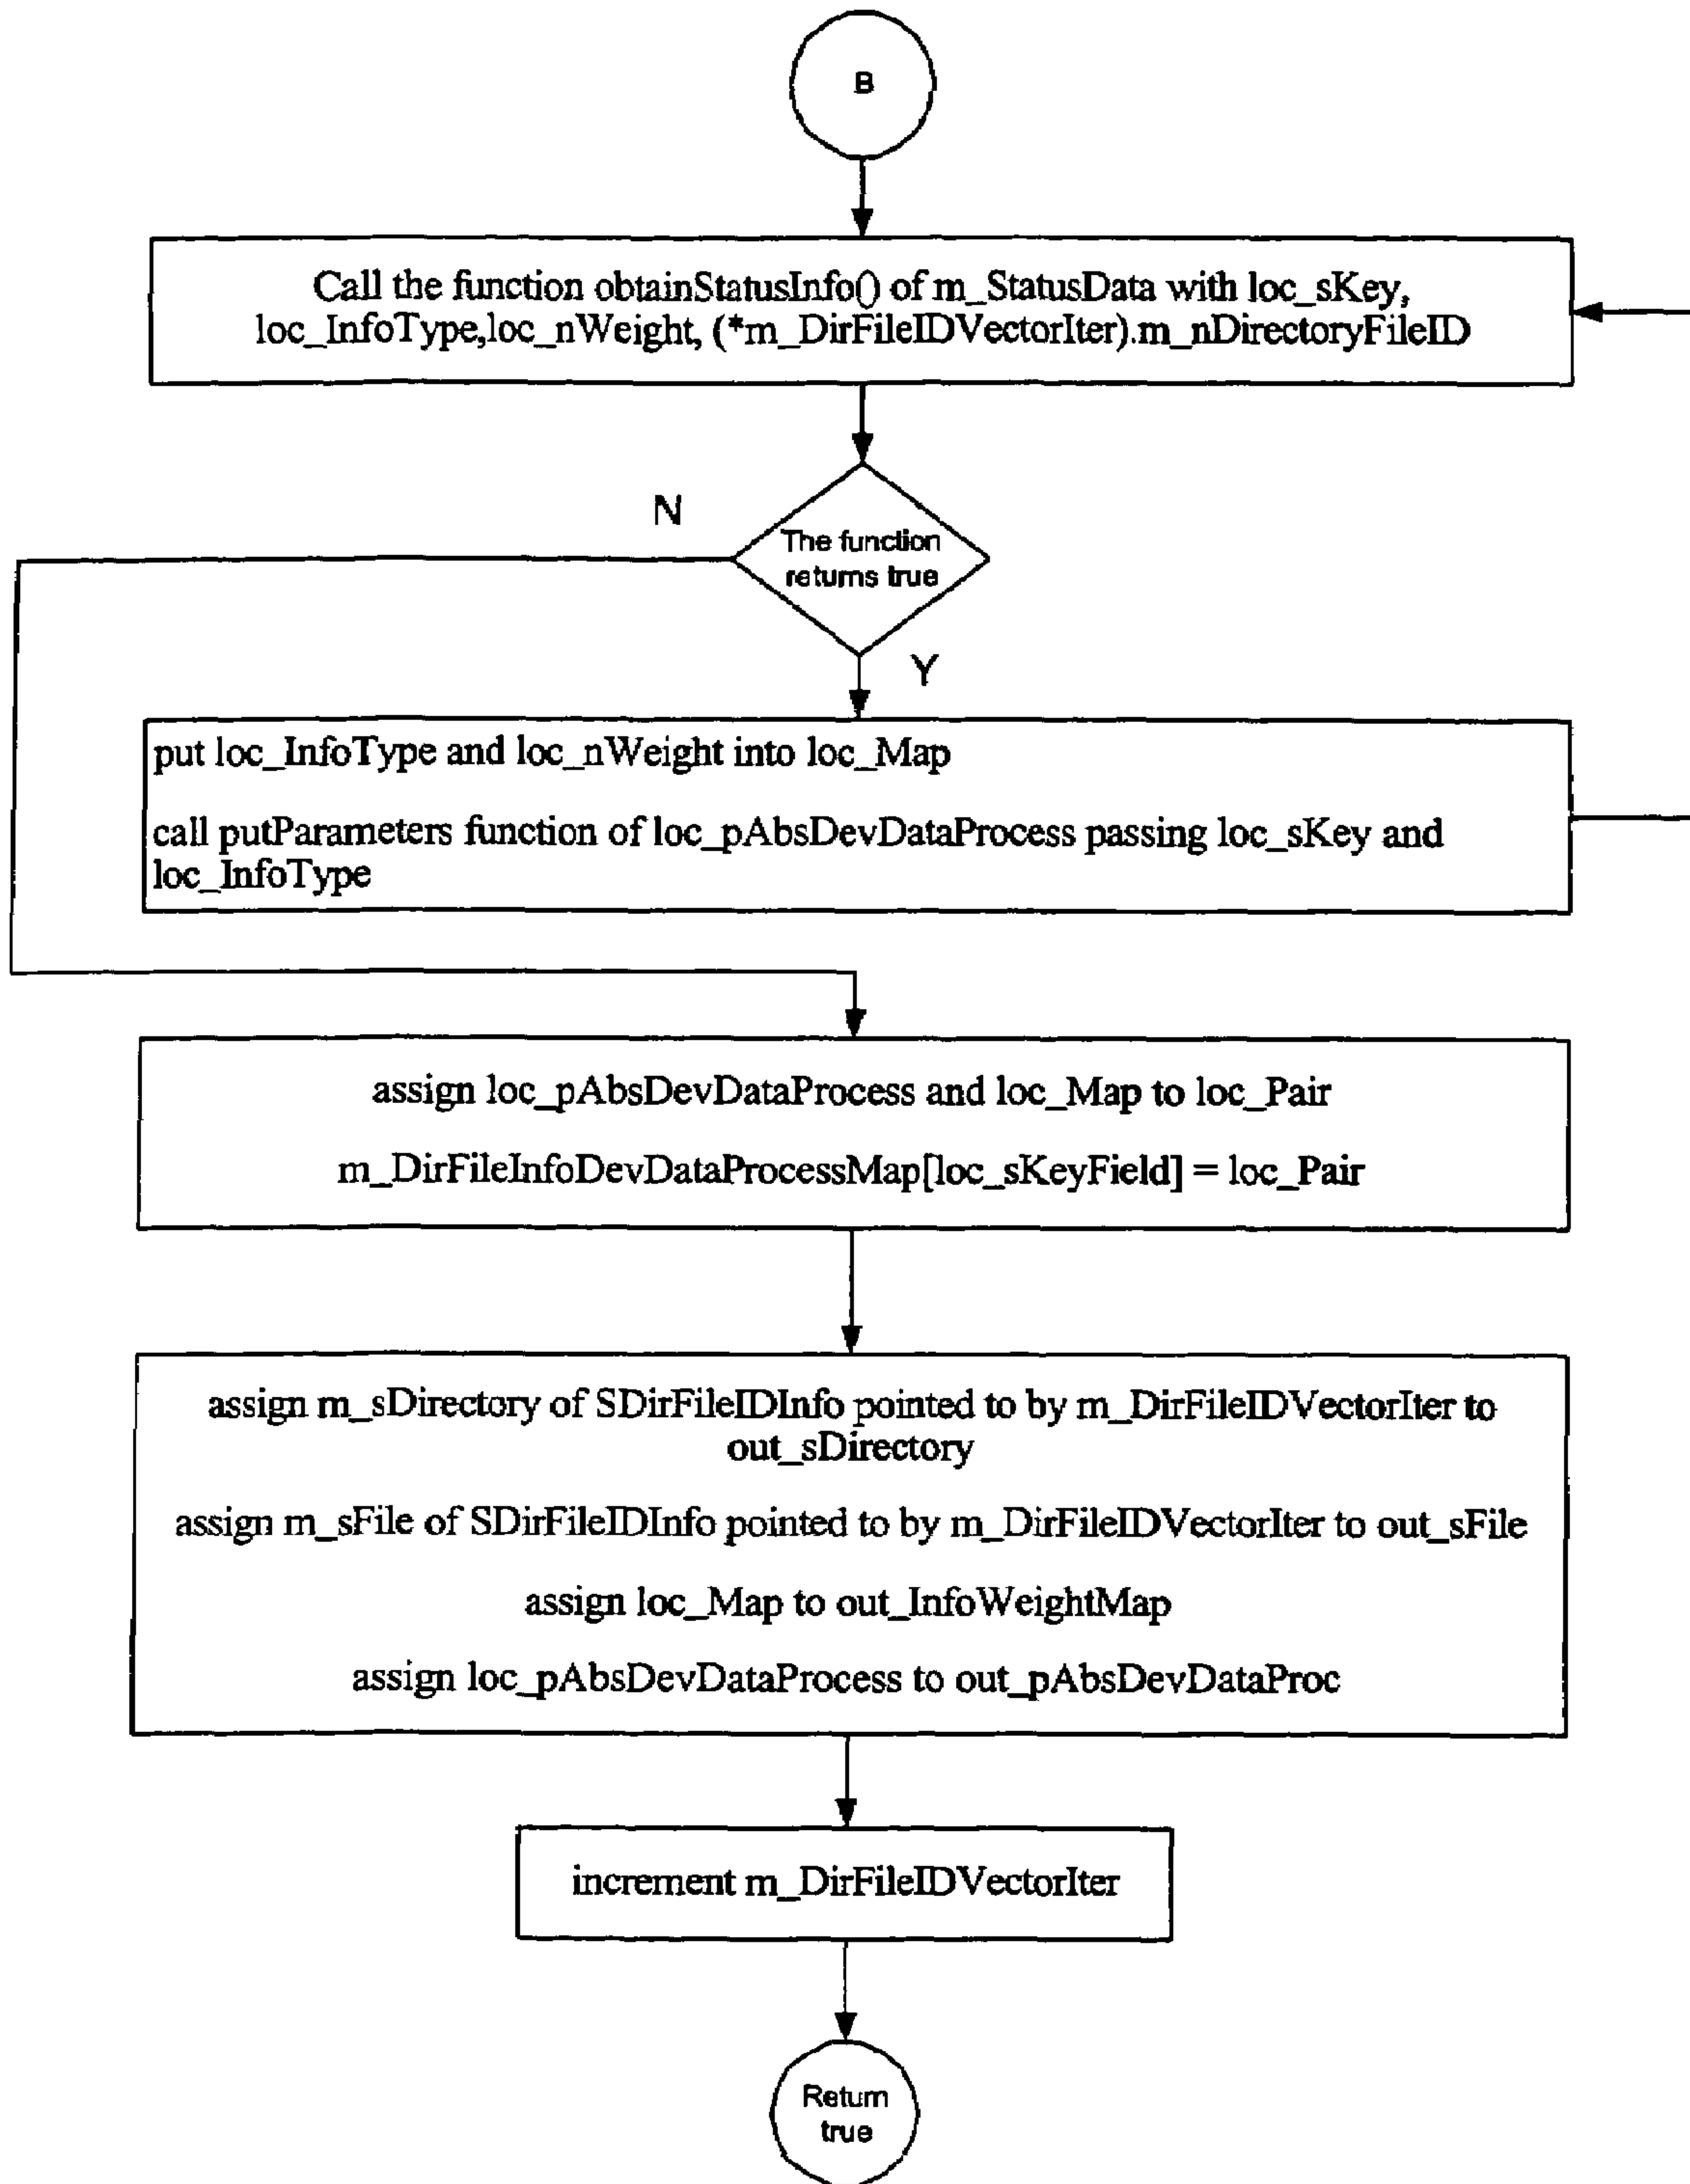 B
Call the function obtainStatusInfo() of m_StatusData with loc_sKey,
loc_InfoType,loc_nWeight, (*m_DirFileIDVectorIter).m_nDirectoryFileID
N
The function
returns true
Y
put loc_InfoType and loc_nWeight into loc_Map
call putParameters function of loc_pAbsDevDataProcess passing loc_sKey and
loc_InfoType
assign loc_pAbsDevDataProcess and loc_Map to loc_Pair
m_DirFileInfoDevDataProcessMap[loc_sKeyField] = loc_Pair
assign m_sDirectory of SDirFileIDInfo pointed to by m_DirFileIDVectorIter to
out_sDirectory
assign m_sFile of SDirFileIDInfo pointed to by m_DirFileIDVectorIter to out_sFile
assign loc_Map to out_InfoWeightMap
assign loc_pAbsDevDataProcess to out_pAbsDevDataProc
increment m_DirFileIDVectorIter
Return
true